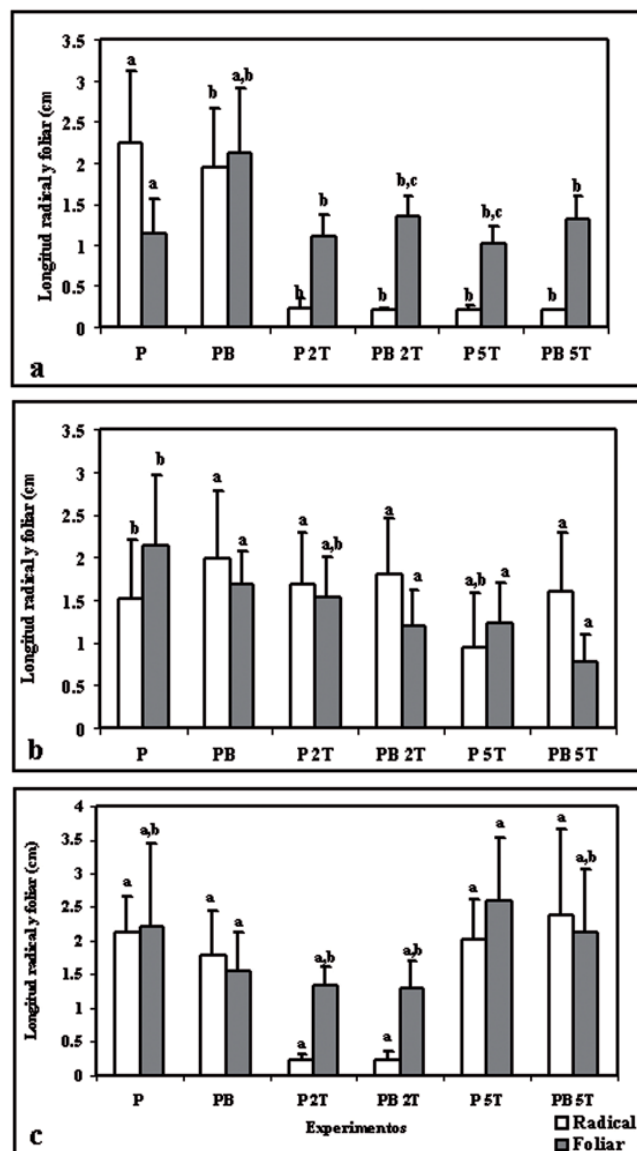 3.5
3
2.5
2
1.5
1
0.5
0
Longitud radical y foliar (cm
a
a
b
a,b
b
b
b
b,c
b
b,c
b
b
P PB P 2T PB 2T P 5T PB 5T
a
3.5
3
2.5
2
1.5
1
0.5
0
Longitud radical y foliar (cm
b
b
a
a
a
a,b
a
a
a,b
a
a
a
P PB P 2T PB 2T P 5T PB 5T
b
4
3.5
3
2.5
2
1.5
1
0.5
0
Longitud radical y foliar (cm)
a
a,b
a
a
a
a,b
a
a,b
a
a
a
a,b
P PB P 2T PB 2T P 5T PB 5T
Experimentos
Radical
Foliar
c